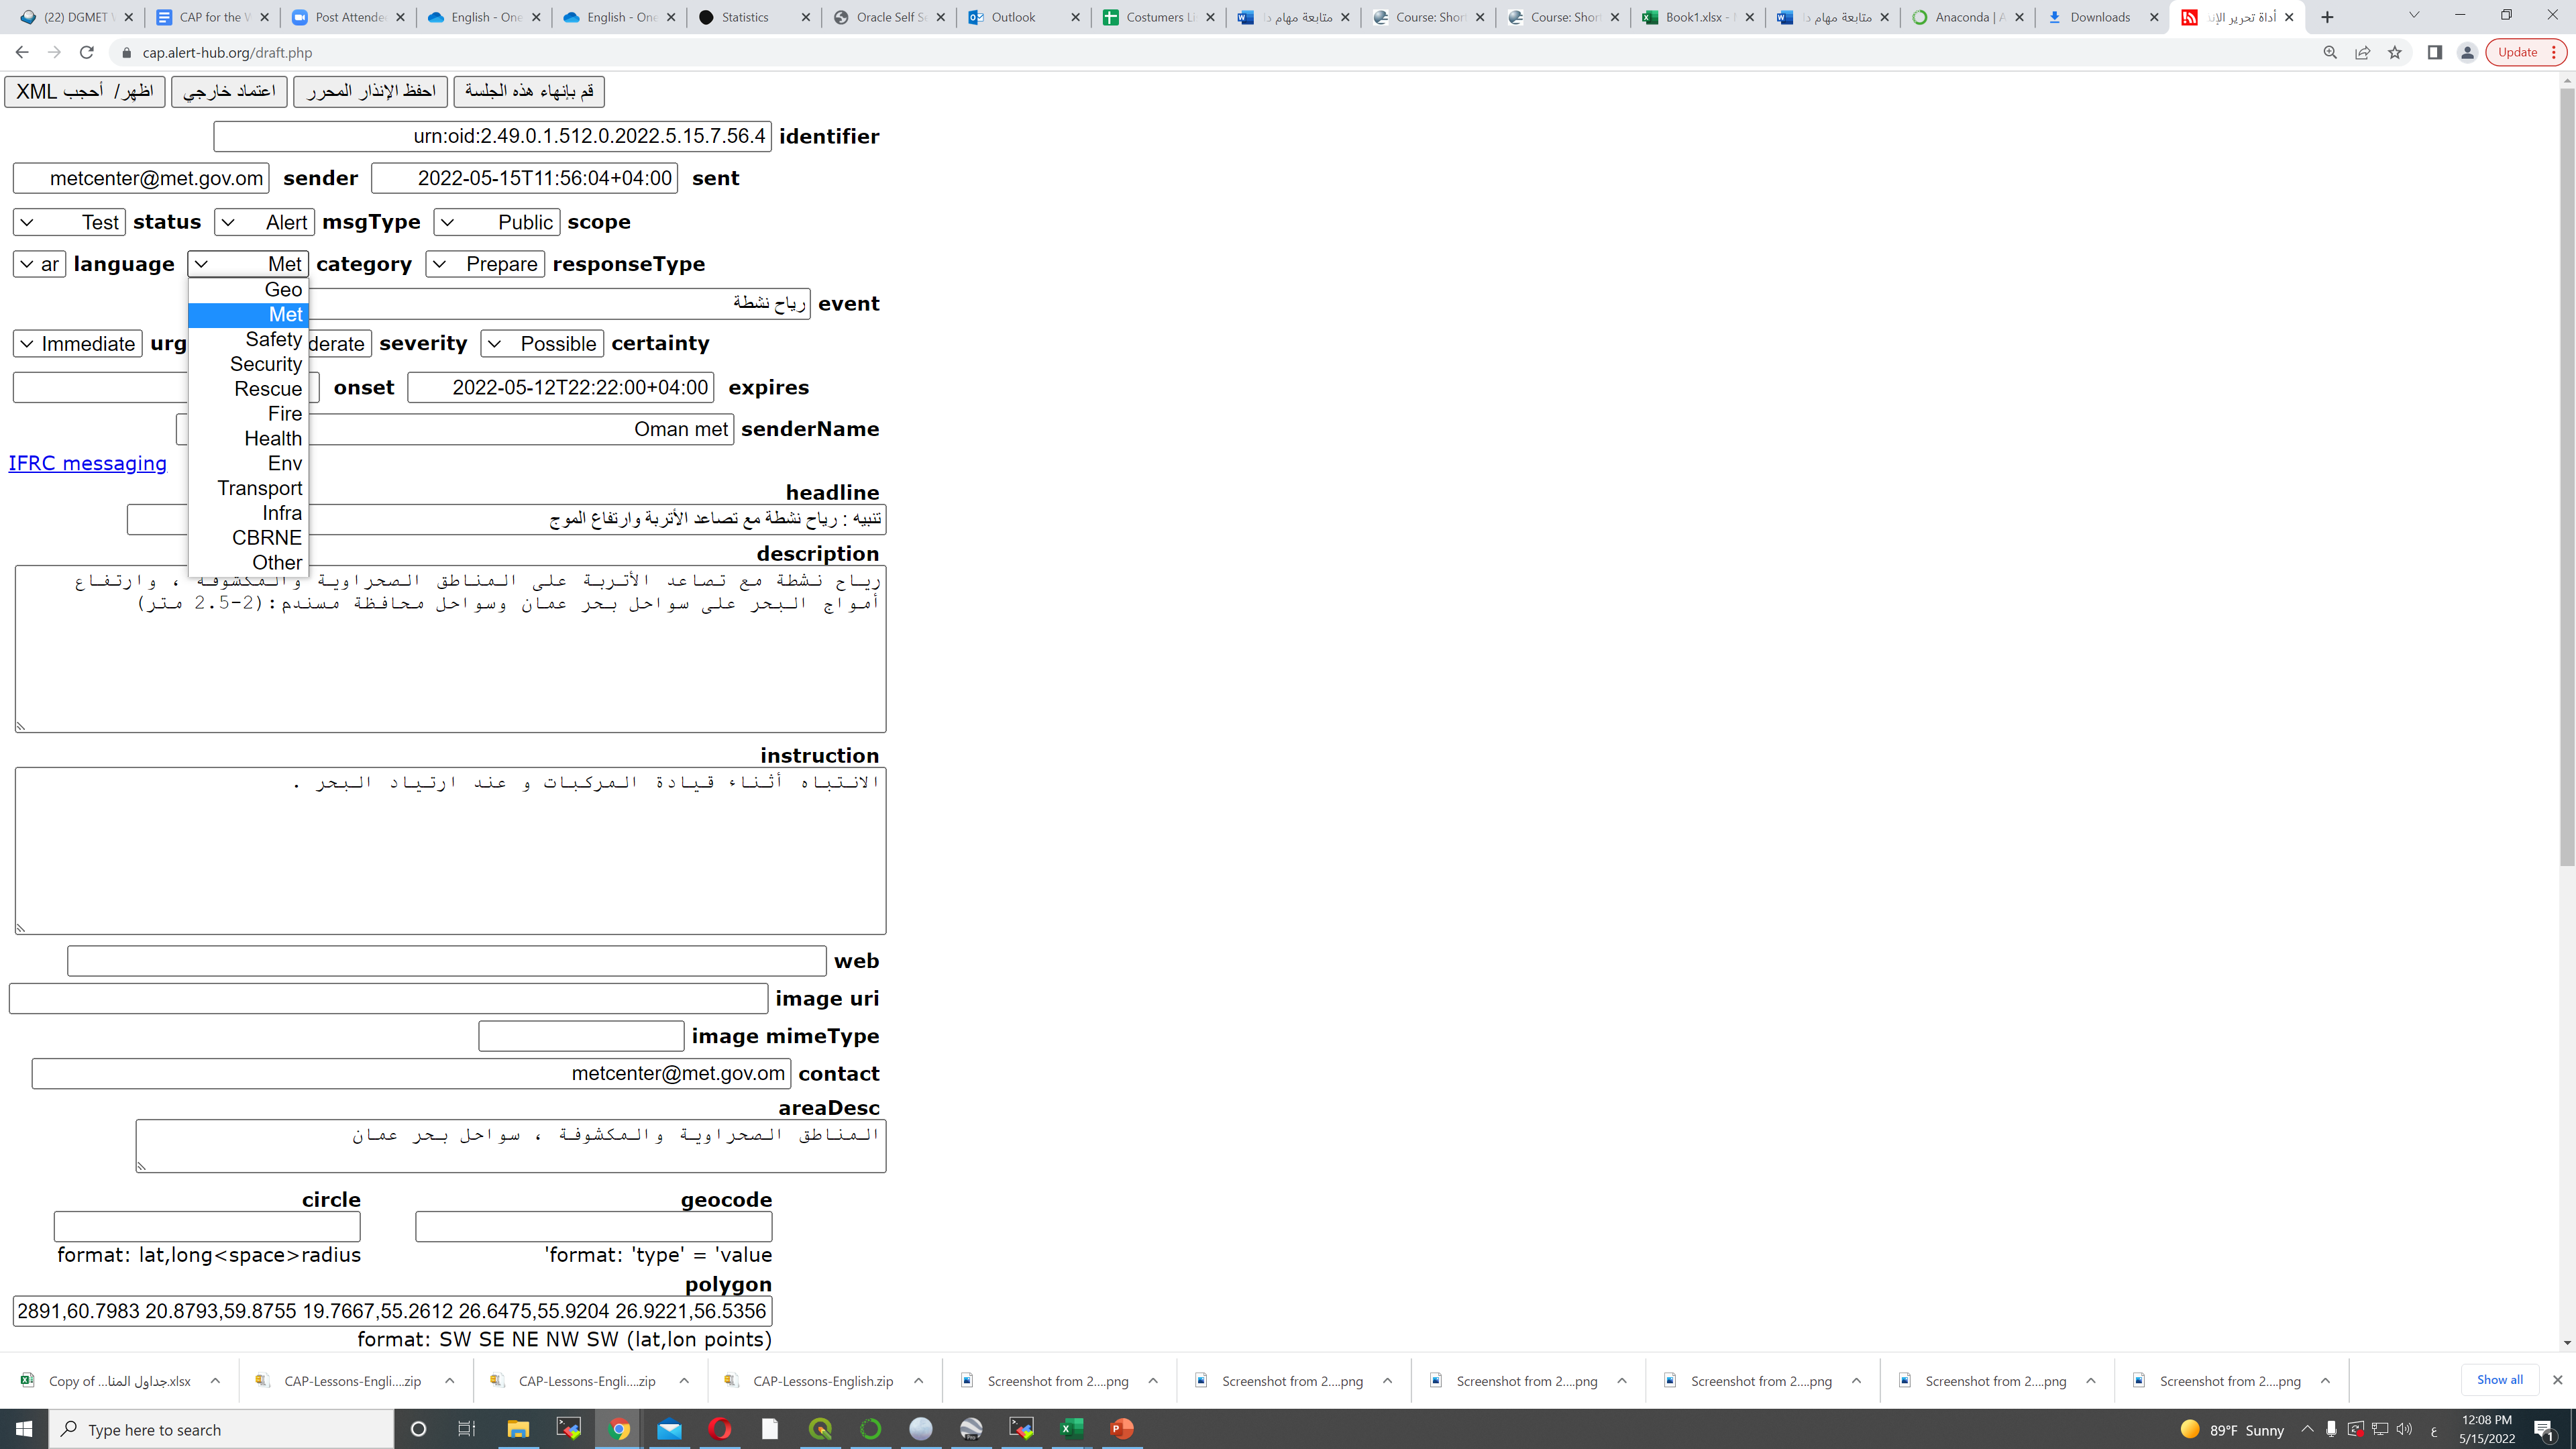 (22) DGMET
CAP for the
Post Attende
English - One
English - One
Statistics
Oracle Self S
Outlook
Costumers Li
متابعة مهام دا
Course: Shor
Course: Shor
Book1.xlsx -
متابعة مهام دا
Anaconda | A
Downloads
أداة تحرير الإن
cap.alert-hub.org/draft.php
Update
اظهر/ أحجب XML
اعتماد خارجي
احفظ الإنذار المحرر
قم بإنهاء هذه الجلسة
urn:oid:2.49.0.1.512.0.2022.5.15.7.56.4 identifier
metcenter@met.gov.om sender 2022-05-15T11:56:04+04:00 sent
Test status Alert msgType Public scope
ar language Met category Prepare responseType
Geo
Met
Safety
Security
Rescue
Fire
Health
Env
Transport
Infra
CBRNE
Other
رياح نشطة event
Immediate urg derate severity Possible certainty
onset 2022-05-12T22:22:00+04:00 expires
Oman met senderName
IFRC messaging
headline
تنبيه : رياح نشطة مع تصاعد الأتربة وارتفاع الموج
description
رياح نشطة مع تصاعد الأتربة على المناطق الصحراوية والمكشوفة ، وارتفاع
أمواج البحر على سواحل بحر عمان وسواحل محافظة مسندم:(2-2.5 متر)
instruction
الانتباه أثناء قيادة المركبات و عند ارتياد البحر .
web
image uri
image mimeType
metcenter@met.gov.om contact
areaDesc
المناطق الصحراوية والمكشوفة ، سواحل بحر عمان
circle
geocode
format: lat,long<space>radius
'format: 'type' = 'value
polygon
2891,60.7983 20.8793,59.8755 19.7667,55.2612 26.6475,55.9204 26.9221,56.5356
format: SW SE NE NW SW (lat,lon points)
Copy of ...جداول المنا.xlsx
CAP-Lessons-Engli....zip
CAP-Lessons-Engli....zip
CAP-Lessons-English.zip
Screenshot from 2....png
Screenshot from 2....png
Screenshot from 2....png
Screenshot from 2....png
Screenshot from 2....png
Screenshot from 2....png
Show all
Type here to search
89°F Sunny
ع
12:08 PM
5/15/2022
1